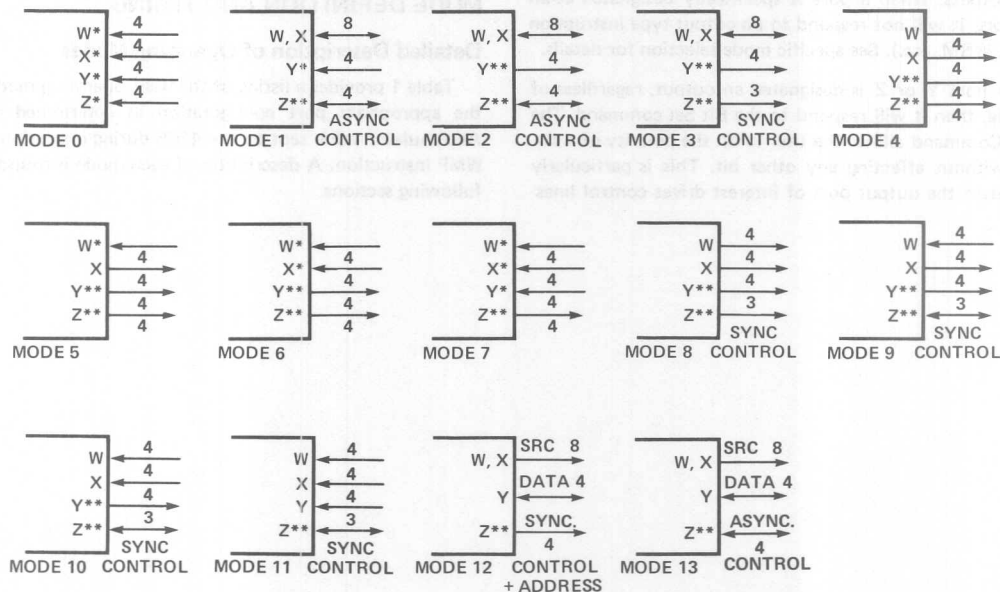 4
W*
4
X*
4
Y*
4
Z*
MODE 0
8
W, X
4
Y**
4
Z**
ASYNC
MODE 1 CONTROL
8
W, X
4
Y**
4
Z**
ASYNC
MODE 2 CONTROL
8
W, X
4
Y**
3
Z**
ASYNC
MODE 3 CONTROL
W
4
X
4
Y**
4
Z**
4
MODE 4
W*
4
X
4
Y**
4
Z**
4
MODE 5
W*
4
X*
4
Y**
4
Z**
4
MODE 6
W*
4
X*
4
Y*
4
Z**
4
MODE 7
4
W
4
X
4
Y**
3
Z**
SYNC
MODE 8 CONTROL
4
W
4
X
4
Y**
3
Z**
SYNC
MODE 9 CONTROL
4
W
4
X
4
Y**
3
Z**
SYNC
MODE 10 CONTROL
4
W
4
X
4
Y
3
Z**
SYNC
MODE 11 CONTROL
SRC 8
W, X
DATA 4
Y
SYNC.
Z**
4
MODE 12 CONTROL
+ ADDRESS
SRC 8
W, X
DATA 4
Y
ASYNC.
Z**
4
MODE 13 CONTROL